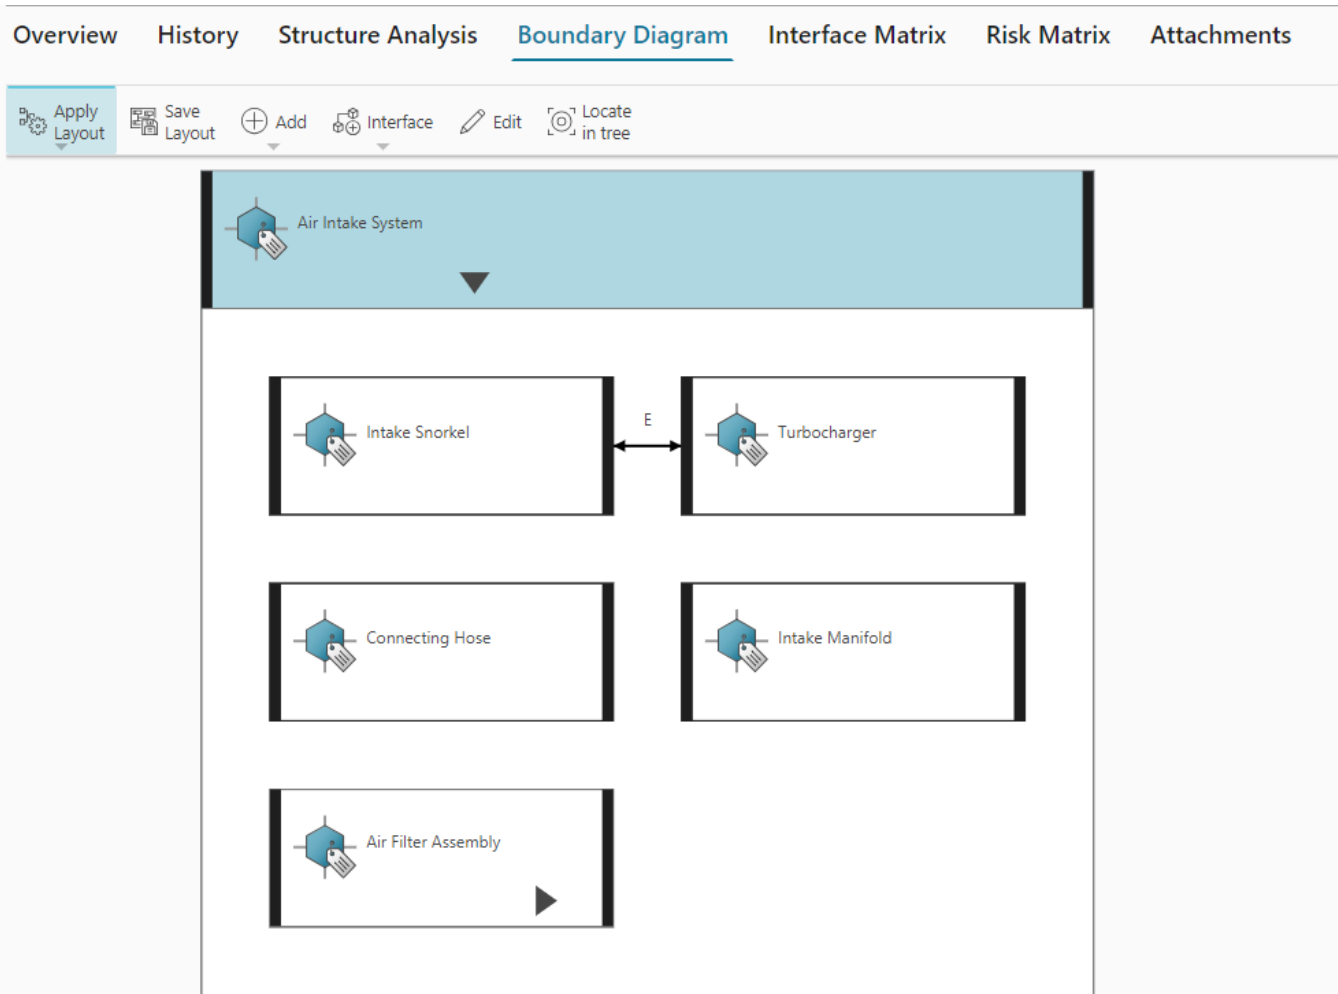 Overview History Structure Analysis Boundary Diagram Interface Matrix Risk Matrix Attachments
Apply Layout Save Layout Add Interface Edit Locate in tree
Air Intake System
Intake Snorkel E Turbocharger
Connecting Hose Intake Manifold
Air Filter Assembly